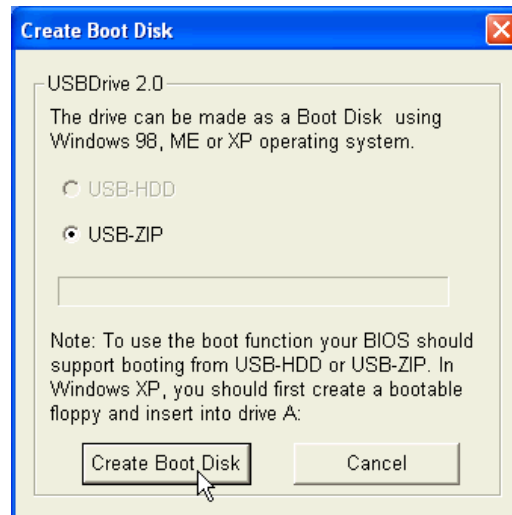 Create Boot Disk
USBDrive 2.0
The drive can be made as a Boot Disk using
Windows 98, ME or XP operating system.
USB-HDD
USB-ZIP
Note: To use the boot function your BIOS should
support booting from USB-HDD or USB-ZIP. In
Windows XP, you should first create a bootable
floppy and insert into drive A:
Create Boot Disk
Cancel